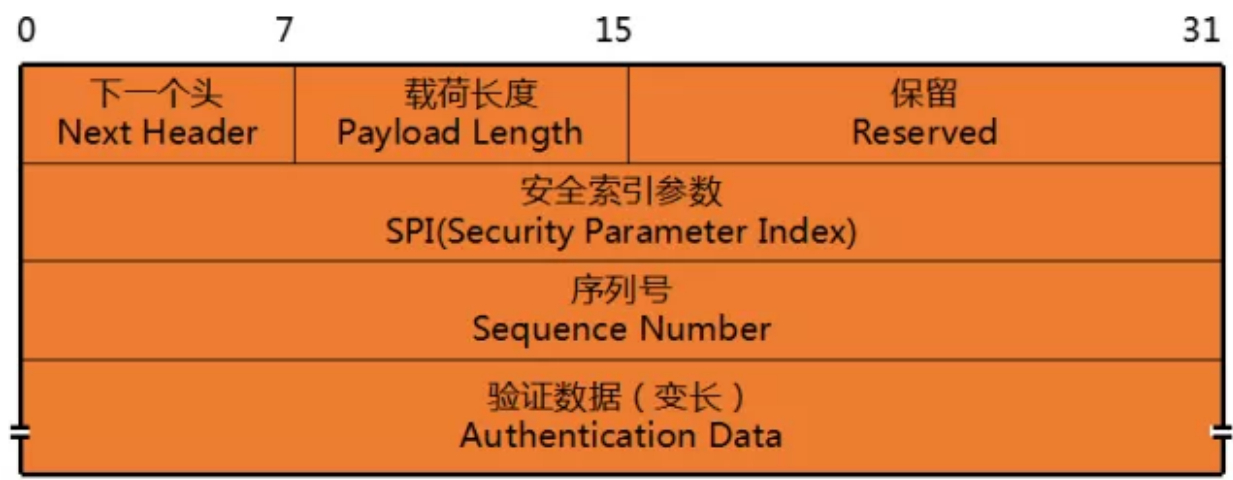 0 7 15 31
下一个头 载荷长度 保留
Next Header Payload Length Reserved
安全索引参数
SPI(Security Parameter Index)
序列号
Sequence Number
验证数据（变长）
Authentication Data